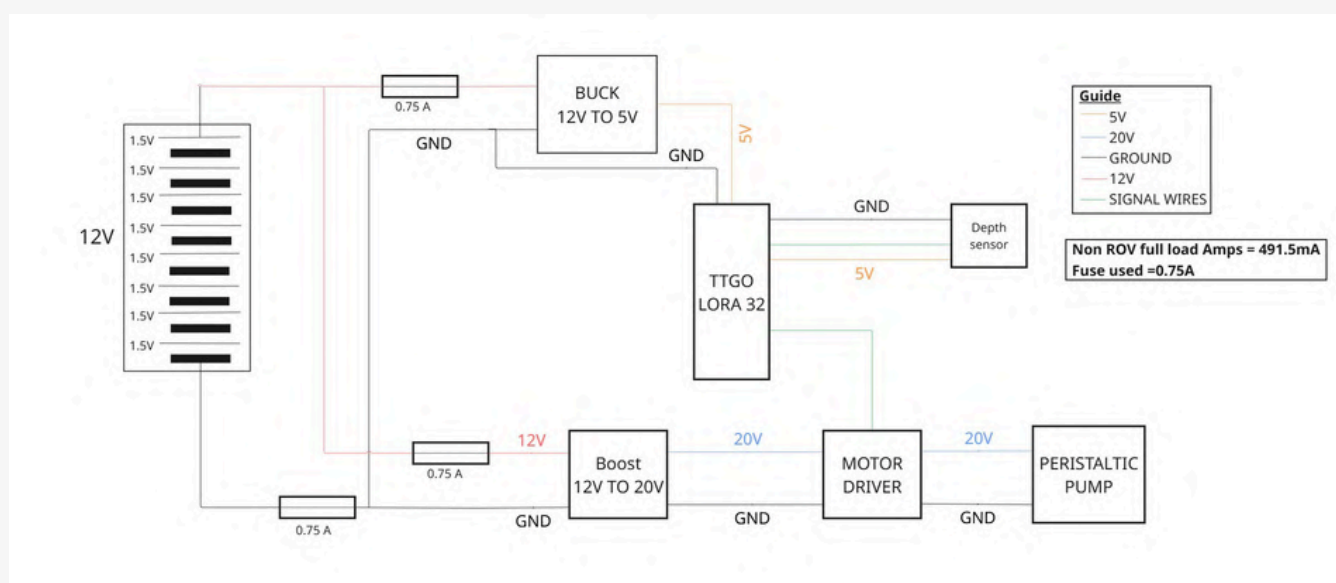 BUCK
12V TO 5V
0.75 A
GND
5V
GND
Guide
5V
20V
GROUND
12V
SIGNAL WIRES
12V
1.5V
1.5V
1.5V
1.5V
1.5V
1.5V
1.5V
1.5V
GND
Depth
sensor
5V
TTGO
LORA 32
Non ROV full load Amps = 491.5mA
Fuse used =0.75A
12V
0.75 A
Boost
12V TO 20V
20V
MOTOR
DRIVER
20V
PERISTALTIC
PUMP
0.75 A
GND
GND
GND